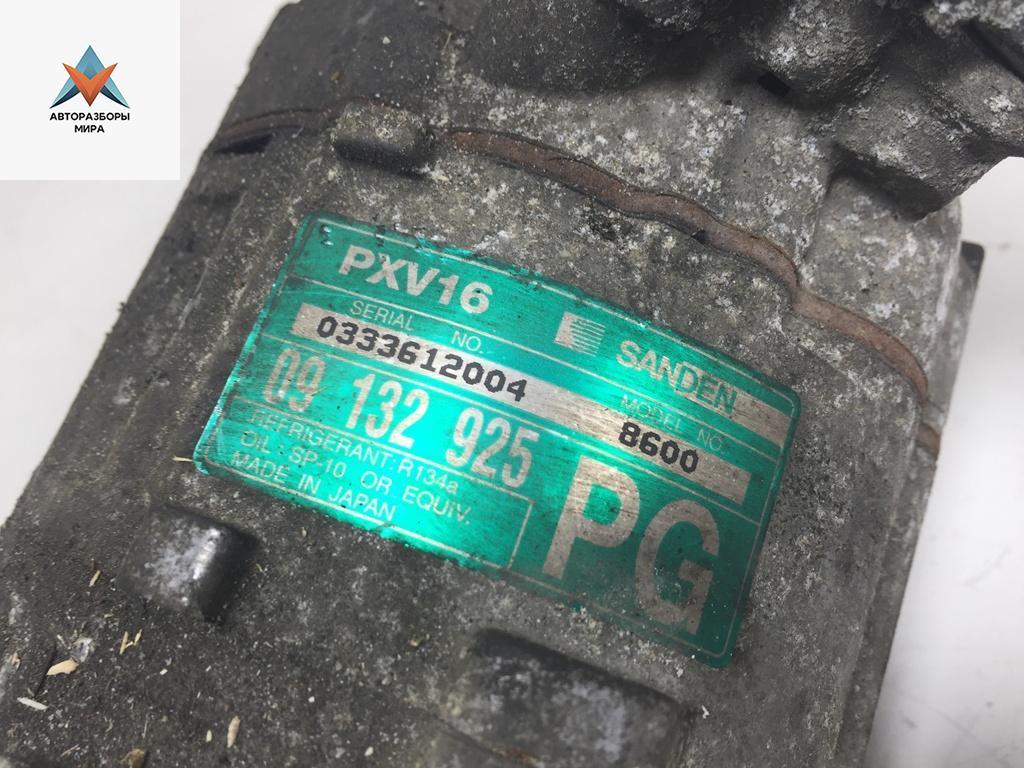 АВТОРАЗБОРЫ
МИРА
PXV16
SANDEN
SERIAL NO.
MODEL NO.
0333612004
8600
09 132 925
PG
REFRIGERANT: R134a
OIL: SP-10 OR EQUIV.
MADE IN JAPAN